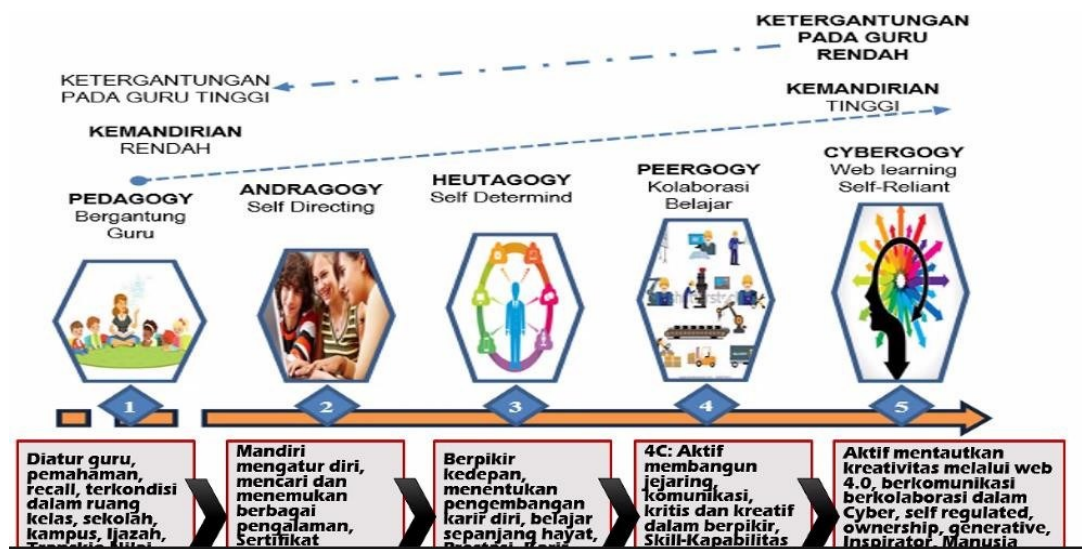 KETERGANTUNGAN
PADA GURU
RENDAH
KETERGANTUNGAN
PADA GURU TINGGI
KEMANDIRIAN
TINGGI
KEMANDIRIAN
RENDAH
PEDAGOGY
Bergantung
Guru
ANDRAGOGY
Self Directing
HEUTAGOGY
Self Determind
PEERGOGY
Kolaborasi
Belajar
CYBERGOGY
Web learning
Self-Reliant
1
2
3
4
5
Diatur guru,
pemahaman,
recall, terkondisi
dalam ruang
kelas, sekolah,
kampus, Ijazah,
Mandiri
mengatur diri,
mencari dan
menemukan
berbagai
pengalaman,
Sertifikat
Berpikir
kedepan,
menentukan
pengembangan
karir diri, belajar
sepanjang hayat,
4C: Aktif
membangun
jejaring,
komunikasi,
kritis dan kreatif
dalam berpikir,
Skill-Kapabilitas
Aktif mentautkan
kreativitas melalui web
4.0, berkomunikasi
berkolaborasi dalam
Cyber, self regulated,
ownership, generative,
Inspirator, Manusia